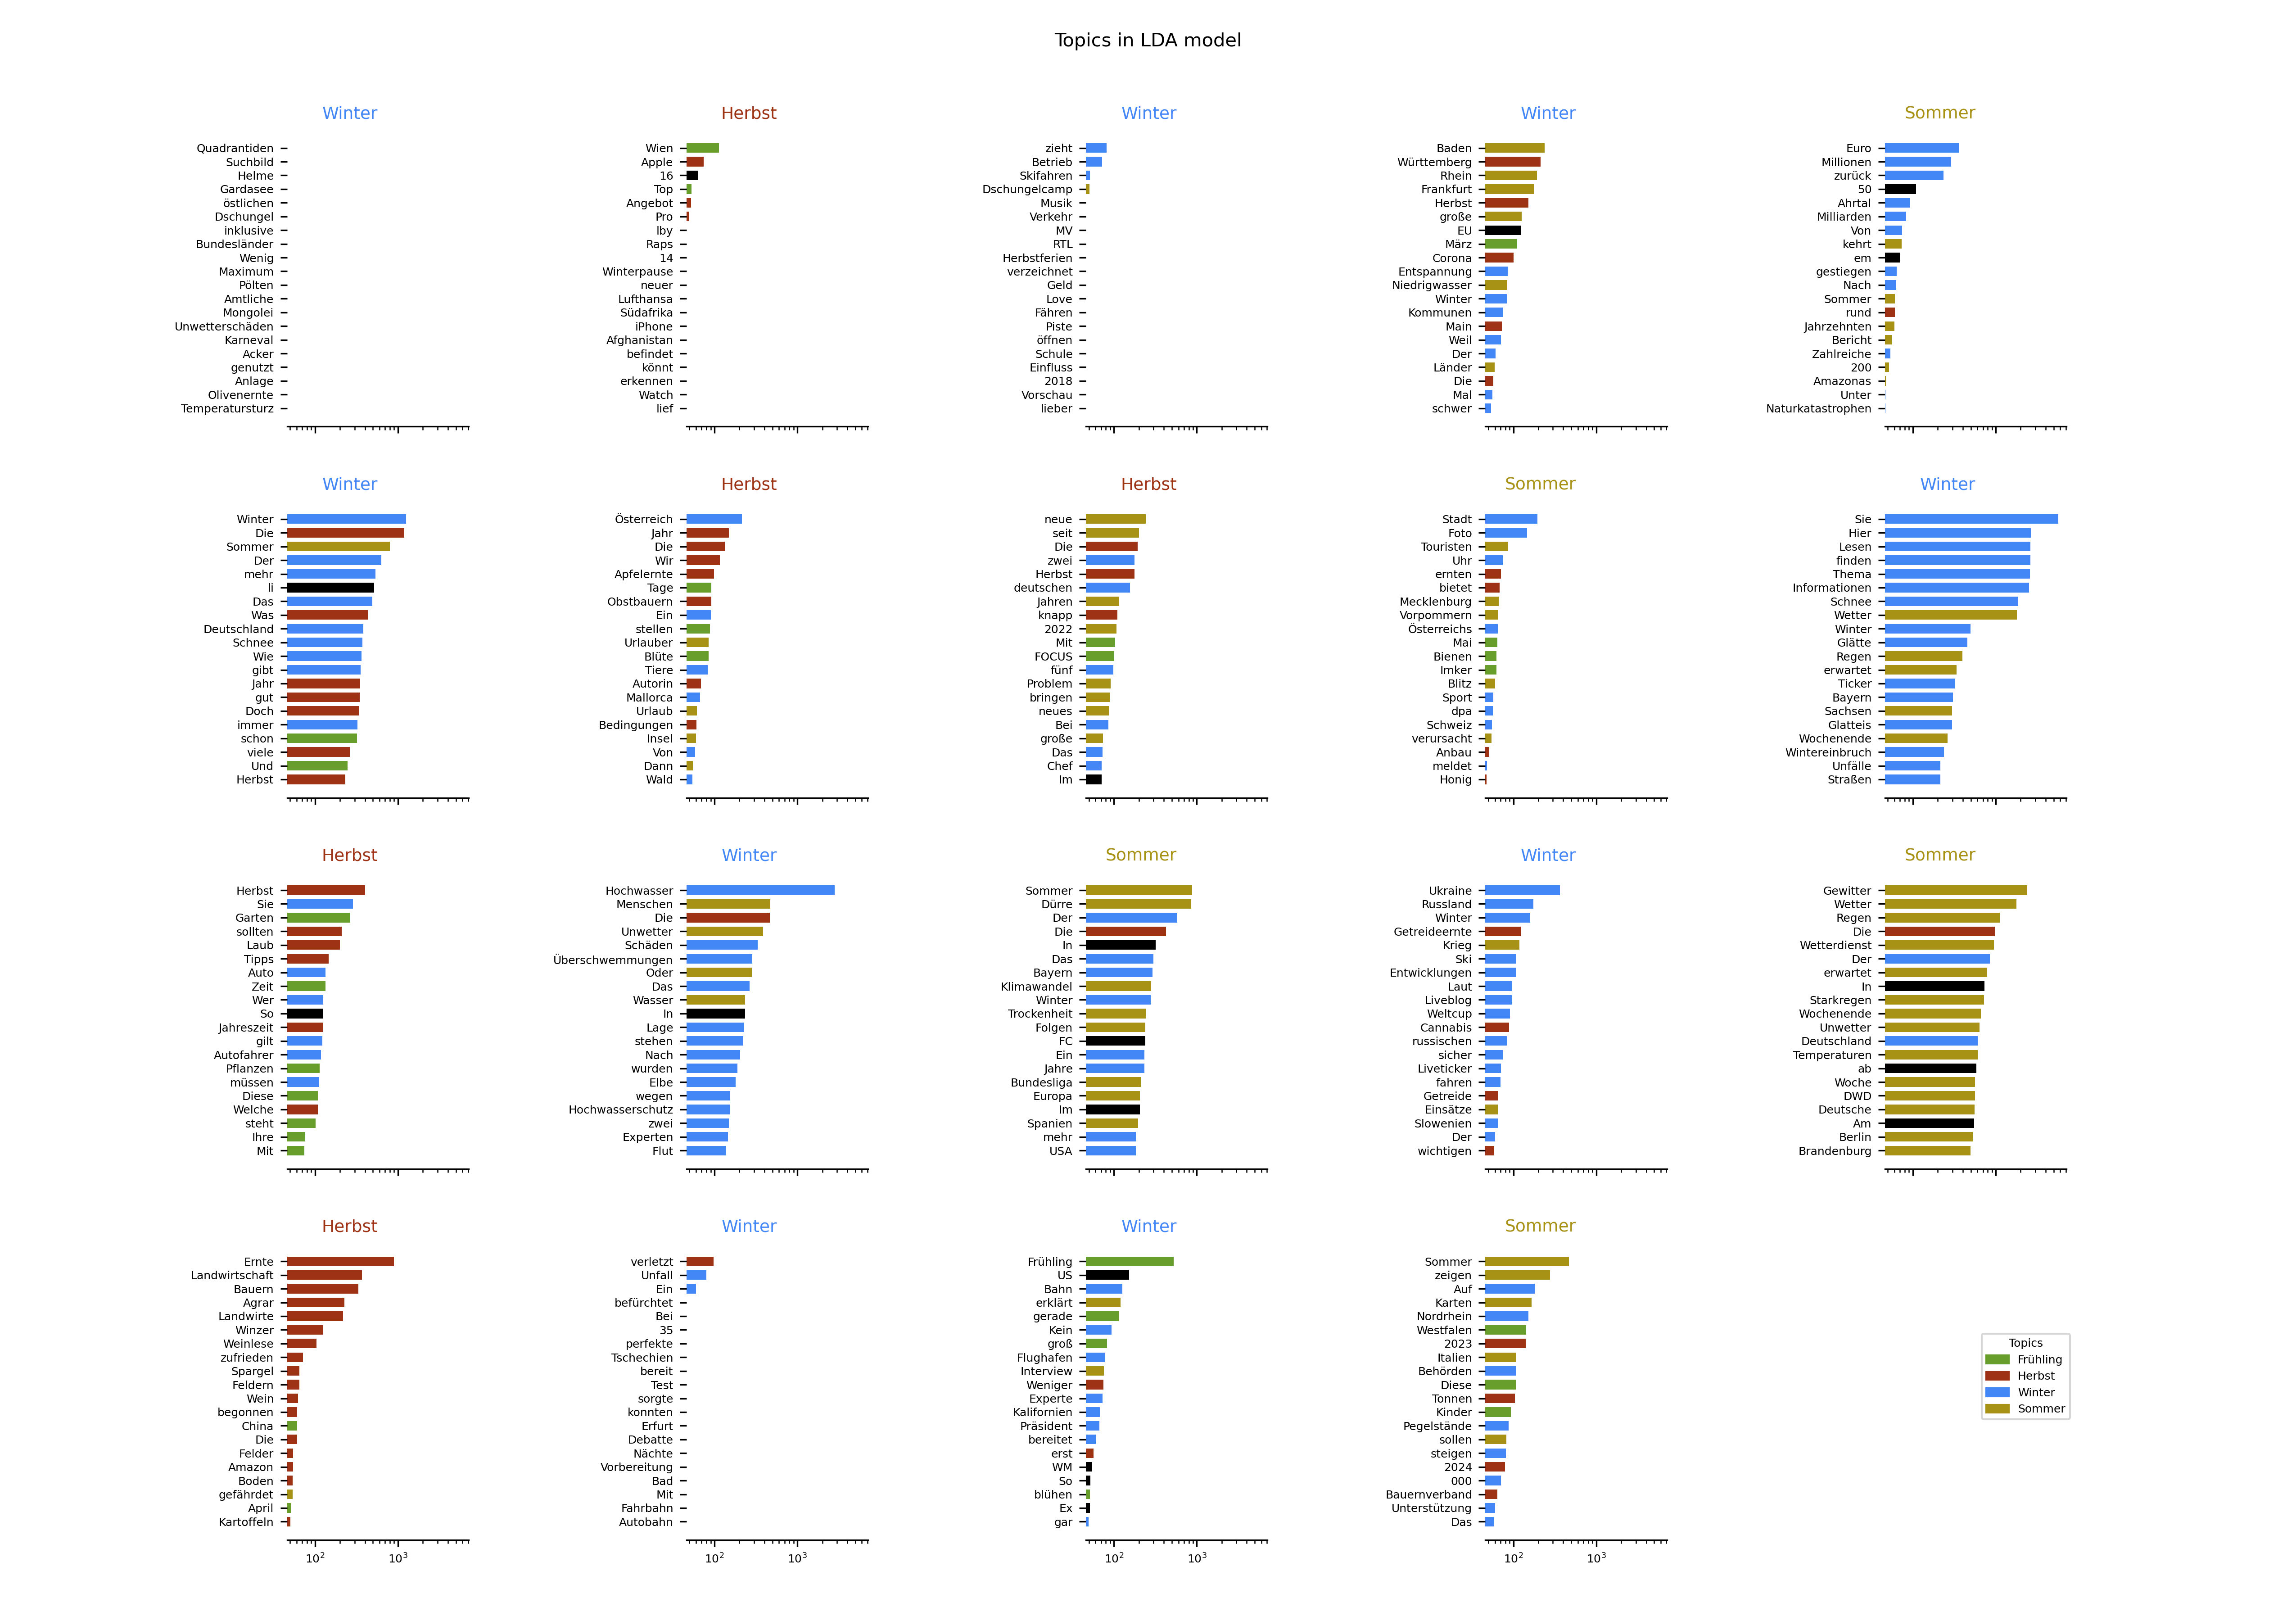 Topics in LDA model
Winter
Quadrantiden
Suchbild
Helme
Gardasee
östlichen
Dschungel
inklusive
Bundesländer
Wenig
Maximum
Pölten
Amtliche
Mongolei
Unwetterschäden
Karneval
Acker
genutzt
Anlage
Olivenernte
Temperatursturz
Herbst
Wien
Apple
16
Top
Angebot
Pro
lby
Raps
14
Winterpause
neuer
Lufthansa
Südafrika
iPhone
Afghanistan
befindet
könnt
erkennen
Watch
lief
Winter
zieht
Betrieb
Skifahren
Dschungelcamp
Musik
Verkehr
MV
RTL
Herbstferien
verzeichnet
Geld
Love
Fähren
Piste
öffnen
Schule
Einfluss
2018
Vorschau
lieber
Winter
Baden
Württemberg
Rhein
Frankfurt
Herbst
große
EU
März
Corona
Entspannung
Niedrigwasser
Winter
Kommunen
Main
Weil
Der
Länder
Die
Mal
schwer
Sommer
Euro
Millionen
zurück
50
Ahrtal
Milliarden
Von
kehrt
em
gestiegen
Nach
Sommer
rund
Jahrzehnten
Bericht
Zahlreiche
200
Amazonas
Unter
Naturkatastrophen
Winter
Winter
Die
Sommer
Der
mehr
li
Das
Was
Deutschland
Schnee
Wie
gibt
Jahr
gut
Doch
immer
schon
viele
Und
Herbst
Herbst
Österreich
Jahr
Die
Wir
Apfelernte
Tage
Obstbauern
Ein
stellen
Urlauber
Blüte
Tiere
Autorin
Mallorca
Urlaub
Bedingungen
Insel
Von
Dann
Wald
Herbst
neue
seit
Die
zwei
Herbst
deutschen
Jahren
knapp
2022
Mit
FOCUS
fünf
Problem
bringen
neues
Bei
große
Das
Chef
Im
Sommer
Stadt
Foto
Touristen
Uhr
ernten
bietet
Mecklenburg
Vorpommern
Österreichs
Mai
Bienen
Imker
Blitz
Sport
dpa
Schweiz
verursacht
Anbau
meldet
Honig
Winter
Sie
Hier
Lesen
finden
Thema
Informationen
Schnee
Wetter
Winter
Glätte
Regen
erwartet
Ticker
Bayern
Sachsen
Glatteis
Wochenende
Wintereinbruch
Unfälle
Straßen
Herbst
Herbst
Sie
Garten
sollten
Laub
Tipps
Auto
Zeit
Wer
So
Jahreszeit
gilt
Autofahrer
Pflanzen
müssen
Diese
Welche
steht
Ihre
Mit
Winter
Hochwasser
Menschen
Die
Unwetter
Schäden
Überschwemmungen
Oder
Das
Wasser
In
Lage
stehen
Nach
wurden
Elbe
wegen
Hochwasserschutz
zwei
Experten
Flut
Sommer
Sommer
Dürre
Der
Die
In
Das
Bayern
Klimawandel
Winter
Trockenheit
Folgen
FC
Ein
Jahre
Bundesliga
Europa
Im
Spanien
mehr
USA
Winter
Ukraine
Russland
Winter
Getreideernte
Krieg
Ski
Entwicklungen
Laut
Liveblog
Weltcup
Cannabis
russischen
sicher
Liveticker
fahren
Getreide
Einsätze
Slowenien
Der
wichtigen
Sommer
Gewitter
Wetter
Regen
Die
Wetterdienst
Der
erwartet
In
Starkregen
Wochenende
Unwetter
Deutschland
Temperaturen
ab
Woche
DWD
Deutsche
Am
Berlin
Brandenburg
Herbst
Ernte
Landwirtschaft
Bauern
Agrar
Landwirte
Winzer
Weinlese
zufrieden
Spargel
Feldern
Wein
begonnen
China
Die
Felder
Amazon
Boden
gefährdet
April
Kartoffeln
10² 10³
Winter
verletzt
Unfall
Ein
befürchtet
Bei
35
perfekte
Tschechien
bereit
Test
sorgte
konnten
Erfurt
Debatte
Nächte
Vorbereitung
Bad
Mit
Fahrbahn
Autobahn
10² 10³
Winter
Frühling
US
Bahn
erklärt
gerade
Kein
groß
Flughafen
Interview
Weniger
Experte
Kalifornien
Präsident
bereitet
erst
WM
So
blühen
Ex
gar
10² 10³
Sommer
Sommer
zeigen
Auf
Karten
Nordrhein
Westfalen
2023
Italien
Behörden
Diese
Tonnen
Kinder
Pegelstände
sollen
steigen
2024
000
Bauernverband
Unterstützung
Das
10² 10³
Topics
Frühling
Herbst
Winter
Sommer